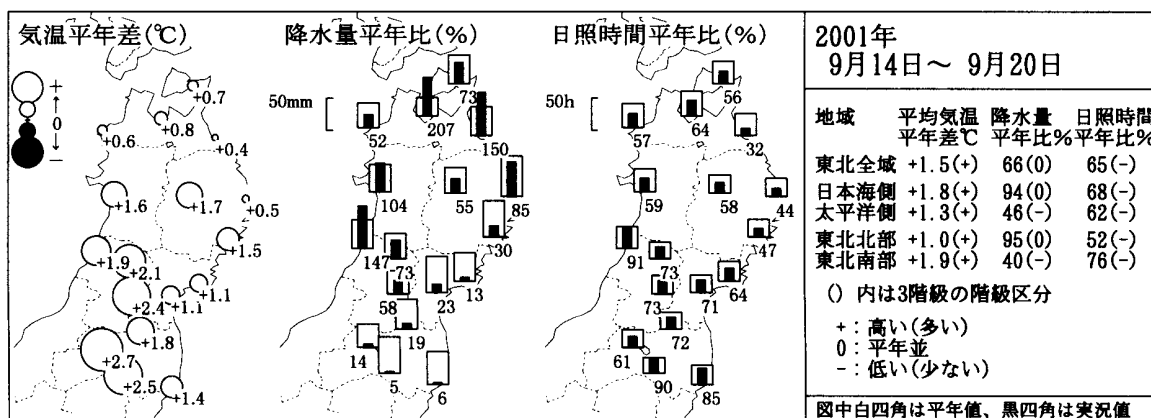 気温平年差(℃)
+
↑
0
↓
−
+0.7
+0.8
+0.6
+0.4
+1.6
+1.7
+0.5
+1.5
+1.9
+2.1
+1.1
+2.4
+1.1
+1.8
+2.7
+2.5
+1.4
降水量平年比(%)
50mm
73
52
207
150
104
55
85
30
147
73
13
58
23
19
14
5
6
日照時間平年比(%)
50h
56
57
64
32
59
58
44
47
91
73
64
73
71
72
61
90
85
2001年
9月14日～ 9月20日
地域 平均気温 降水量 日照時間
平年差℃ 平年比% 平年比%
東北全域 +1.5(+) 66(0) 65(-)
日本海側 +1.8(+) 94(0) 68(-)
太平洋側 +1.3(+) 46(-) 62(-)
東北北部 +1.0(+) 95(0) 52(-)
東北南部 +1.9(+) 40(-) 76(-)
() 内は3階級の階級区分
+：高い(多い)
0：平年並
-：低い(少ない)
図中白四角は平年値、黒四角は実況値